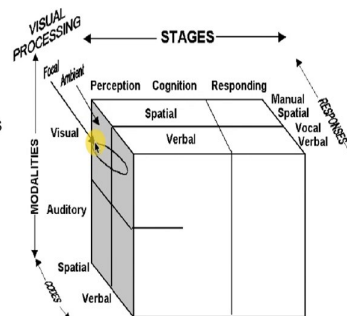 VISUAL
PROCESSING
STAGES
Focal
Ambient
Perception Cognition Responding
Manual
Spatial
Vocal
Verbal
RESPONSES
Spatial
Verbal
Visual
MODALITIES
Auditory
Spatial
Verbal
CODES
s